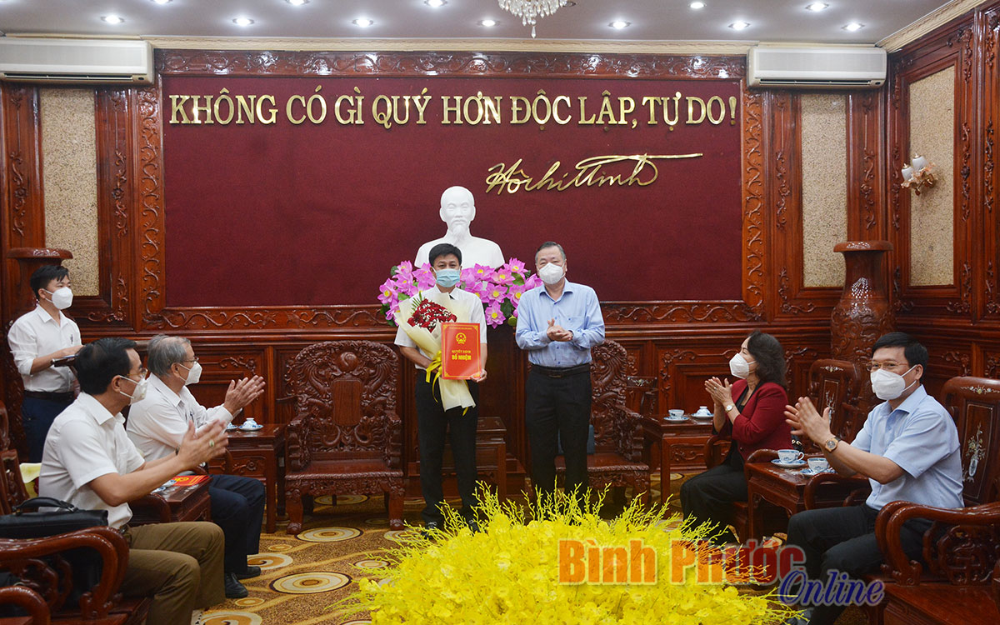 KHÔNG CÓ GÌ QUÝ HƠN ĐỘC LẬP, TỰ DO!
Hồ Chí Minh
QUYẾT ĐỊNH
BỔ NHIỆM
Bình Phước
Online